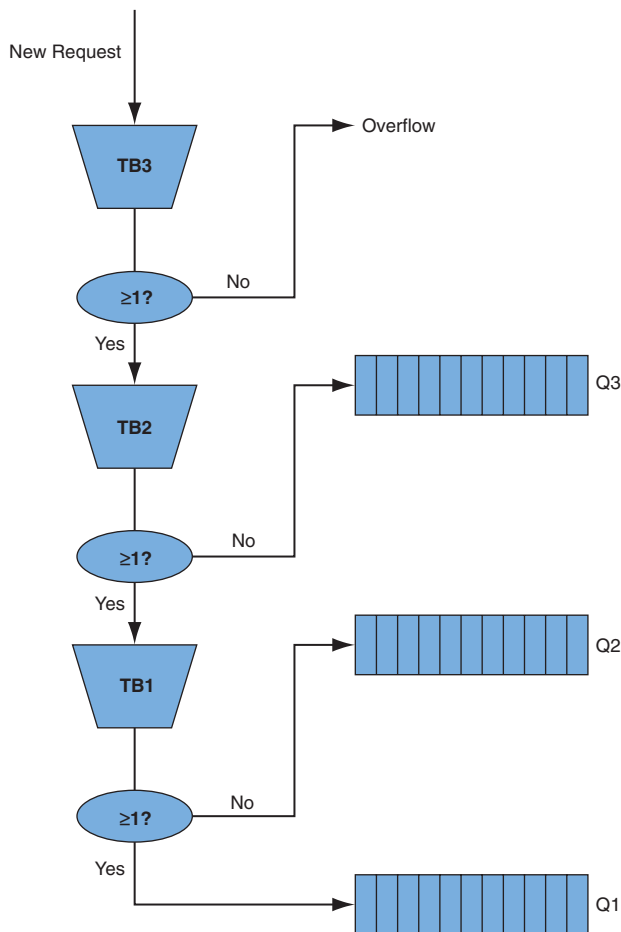 New Request
Overflow
TB3
≥1?
No
Yes
Q3
TB2
≥1?
No
Yes
Q2
TB1
≥1?
No
Yes
Q1